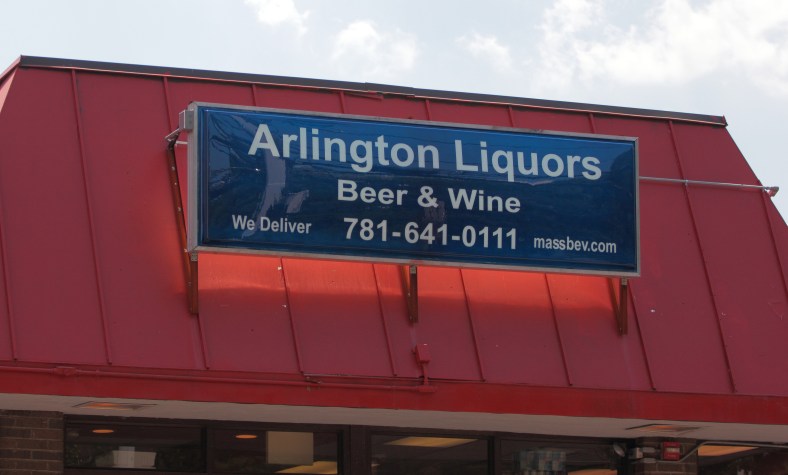 Arlington Liquors
Beer & Wine
We Deliver 781-641-0111 massbev.com